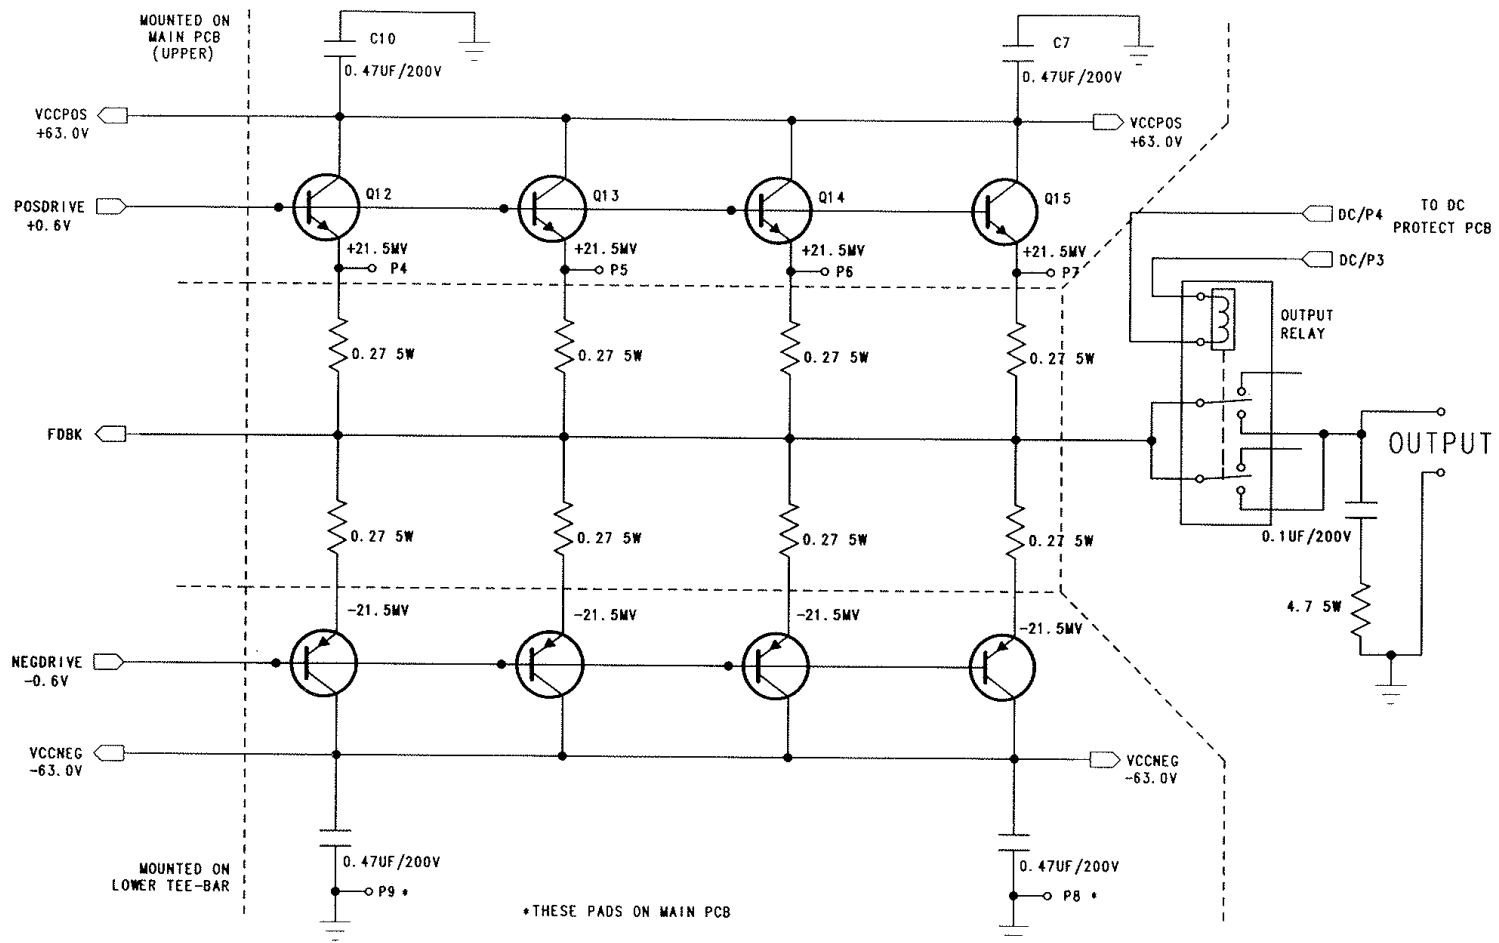 MOUNTED ON
MAIN PCB
(UPPER)
C10
0.47UF/200V
C7
0.47UF/200V
VCCPOS
+63.0V
VCCPOS
+63.0V
POSDRIVE
+0.6V
Q12
Q13
Q14
Q15
+21.5MV
+21.5MV
+21.5MV
+21.5MV
P4
P5
P6
P7
DC/P4
TO DC
PROTECT PCB
DC/P3
OUTPUT
RELAY
0.27 5W
0.27 5W
0.27 5W
0.27 5W
FDBK
OUTPUT
0.27 5W
0.27 5W
0.27 5W
0.27 5W
0.1UF/200V
4.7 5W
-21.5MV
-21.5MV
-21.5MV
-21.5MV
NEGDRIVE
-0.6V
VCCNEG
-63.0V
VCCNEG
-63.0V
0.47UF/200V
0.47UF/200V
MOUNTED ON
LOWER TEE-BAR
P9 *
P8 *
*THESE PADS ON MAIN PCB